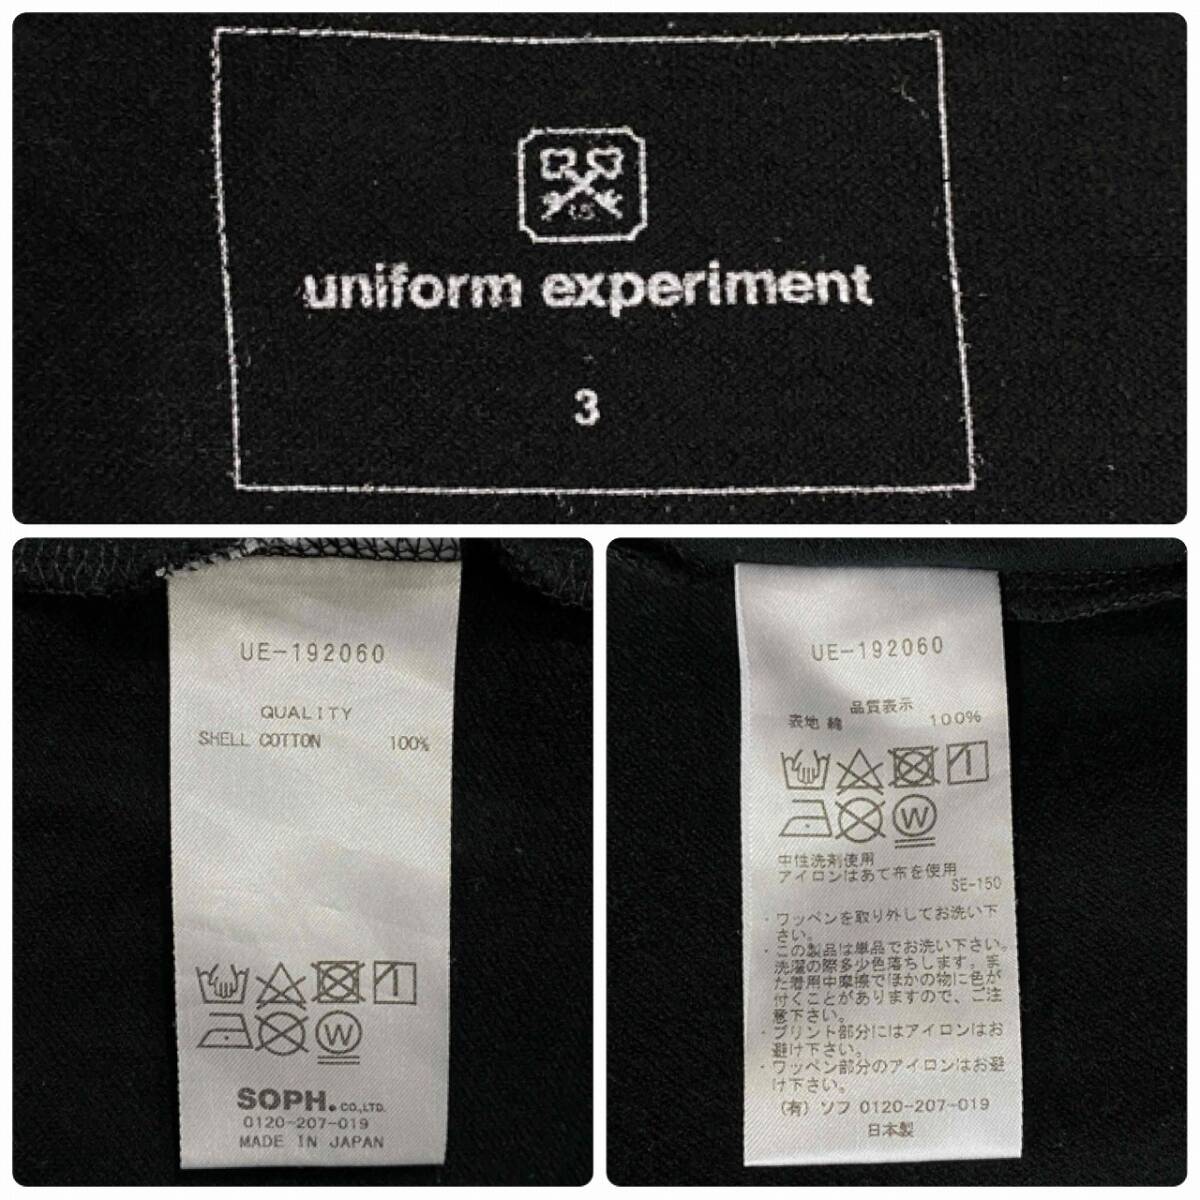 uniform experiment
3
UE-192060
QUALITY
SHELL COTTON 100%
W
SOPH. CO.,LTD.
0120-207-019
MADE IN JAPAN
UE-192060
品質表示
表地 綿 100%
W
中性洗剤使用
アイロンはあて布を使用
SE-150
・ワッペンを取り外してお洗い下
さい。
・この製品は単品でお洗い下さい。
洗濯の際多少色落ちします。ま
た着用中摩擦でほかの物に色が
付くことがありますので、ご注
意下さい。
・プリント部分にはアイロンはお
避け下さい。
・ワッペン部分のアイロンはお避
け下さい。
(有) ソフ 0120-207-019
日本製